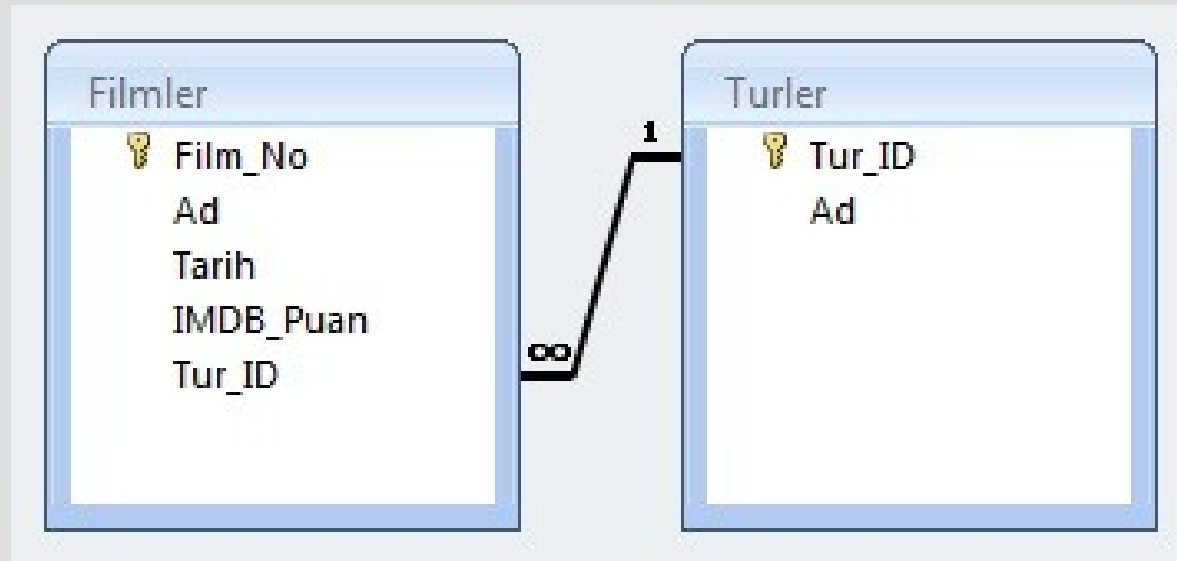 Filmler
Film_No
Ad
Tarih
IMDB_Puan
Tur_ID
1
∞
Turler
Tur_ID
Ad